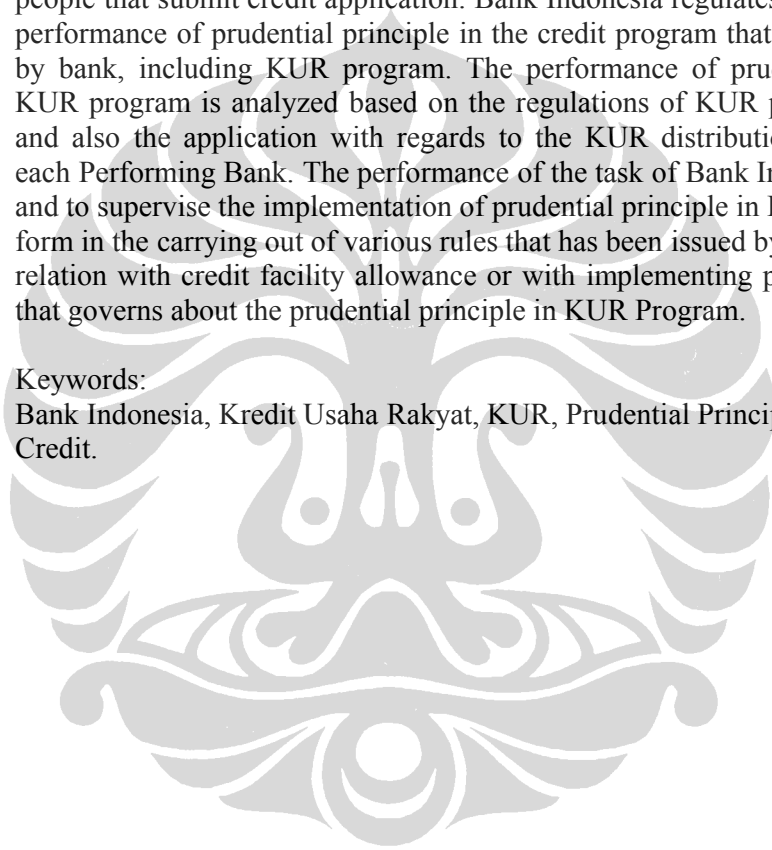 people that submit credit application. Bank Indonesia regulates
performance of prudential principle in the credit program that
by bank, including KUR program. The performance of
KUR program is analyzed based on the regulations of KUR
and also the application with regards to the KUR
each Performing Bank. The performance of the task of Bank
and to supervise the implementation of prudential principle in
form in the carrying out of various rules that has been issued
relation with credit facility allowance or with implementing
that governs about the prudential principle in KUR Program.
Keywords:
Bank Indonesia, Kredit Usaha Rakyat, KUR, Prudential
Credit.